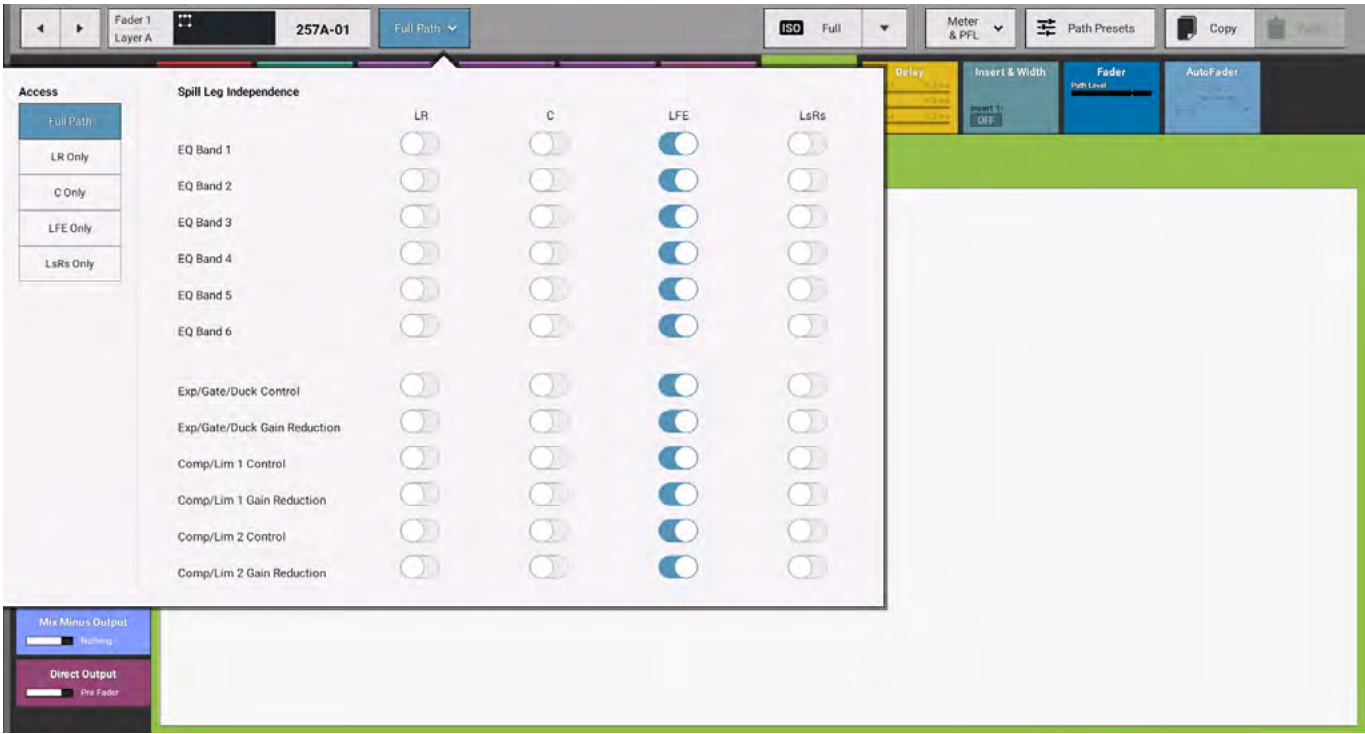 Fader 1
Layer A
257A-01
Full Path
ISO Full
Meter
& PFL
Path Presets
Copy
Delay
Insert & Width
Insert 1:
OFF
Fader
Path Level
AutoFader
Access
Full Path
LR Only
C Only
LFE Only
LsRs Only
Spill Leg Independence
LR C LFE LsRs
EQ Band 1
EQ Band 2
EQ Band 3
EQ Band 4
EQ Band 5
EQ Band 6
Exp/Gate/Duck Control
Exp/Gate/Duck Gain Reduction
Comp/Lim 1 Control
Comp/Lim 1 Gain Reduction
Comp/Lim 2 Control
Comp/Lim 2 Gain Reduction
Mix Minus Output
Nothing
Direct Output
Pre Fader